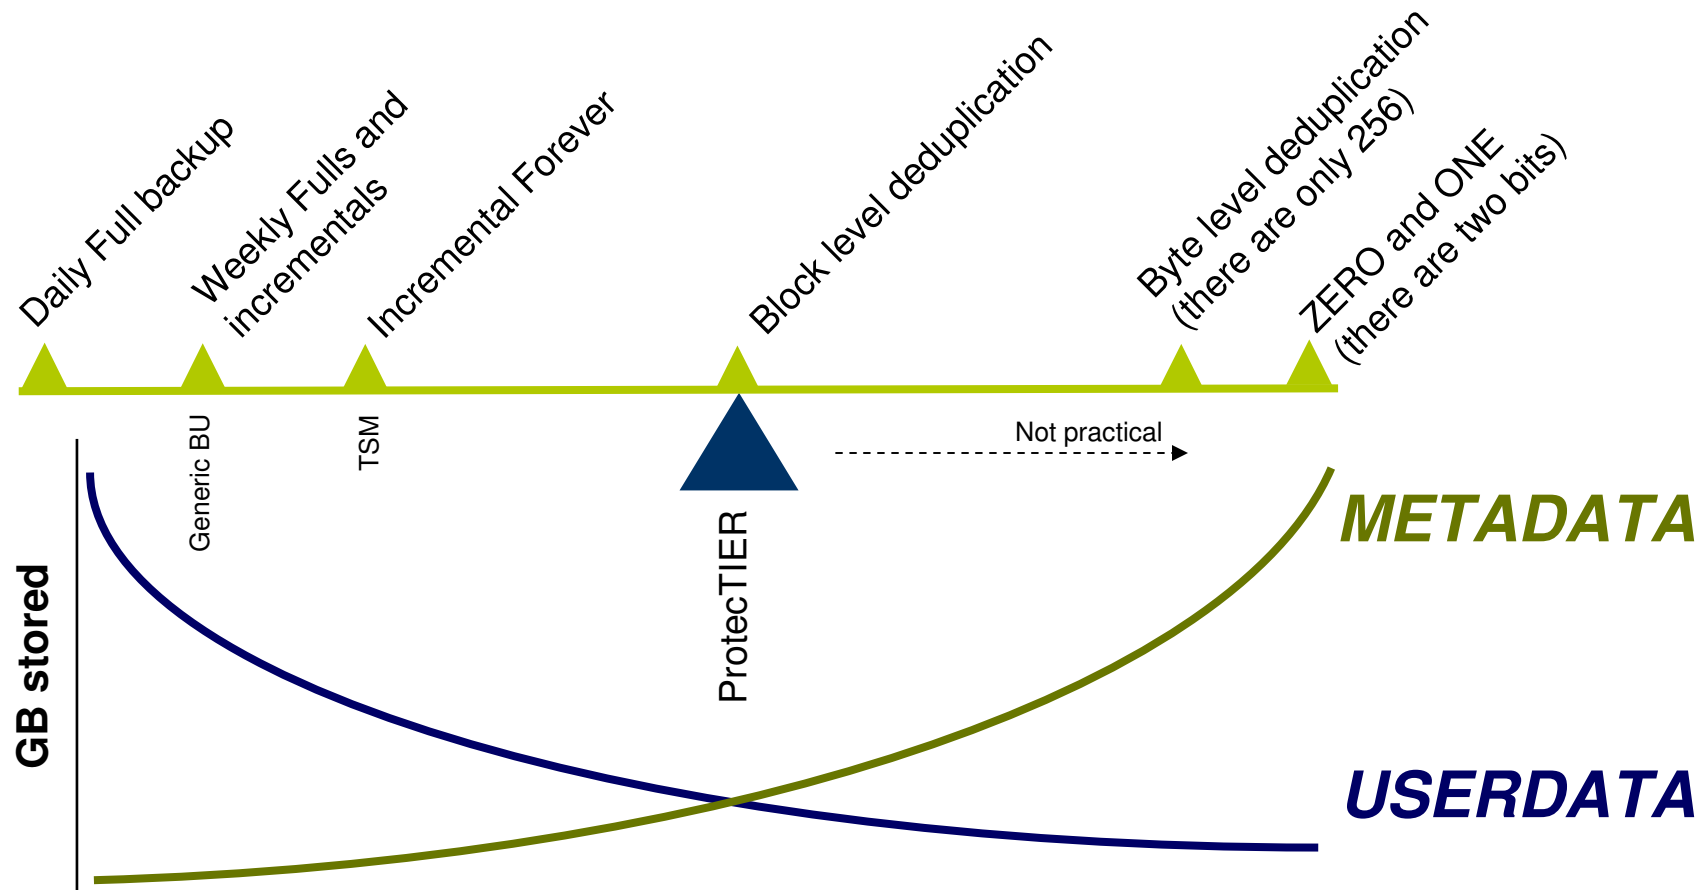 Daily Full backup
Weekly Fulls and
incrementals
Incremental Forever
Block level deduplication
Byte level deduplication
(there are only 256)
ZERO and ONE
(there are two bits)
Generic BU
TSM
Not practical
ProtecTIER
GB stored
METADATA
USERDATA